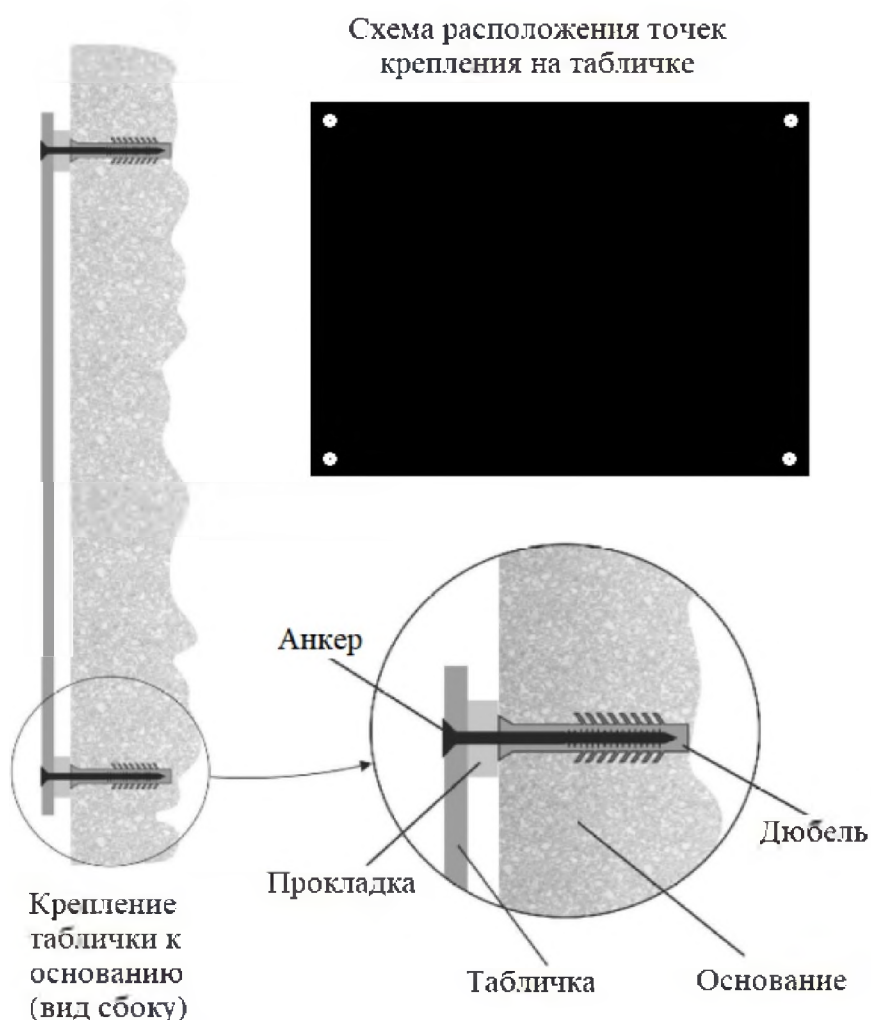 Схема расположения точек
крепления на табличке
Анкер
Дюбель
Прокладка
Крепление
таблички к
основанию
(вид сбоку)
Табличка
Основание